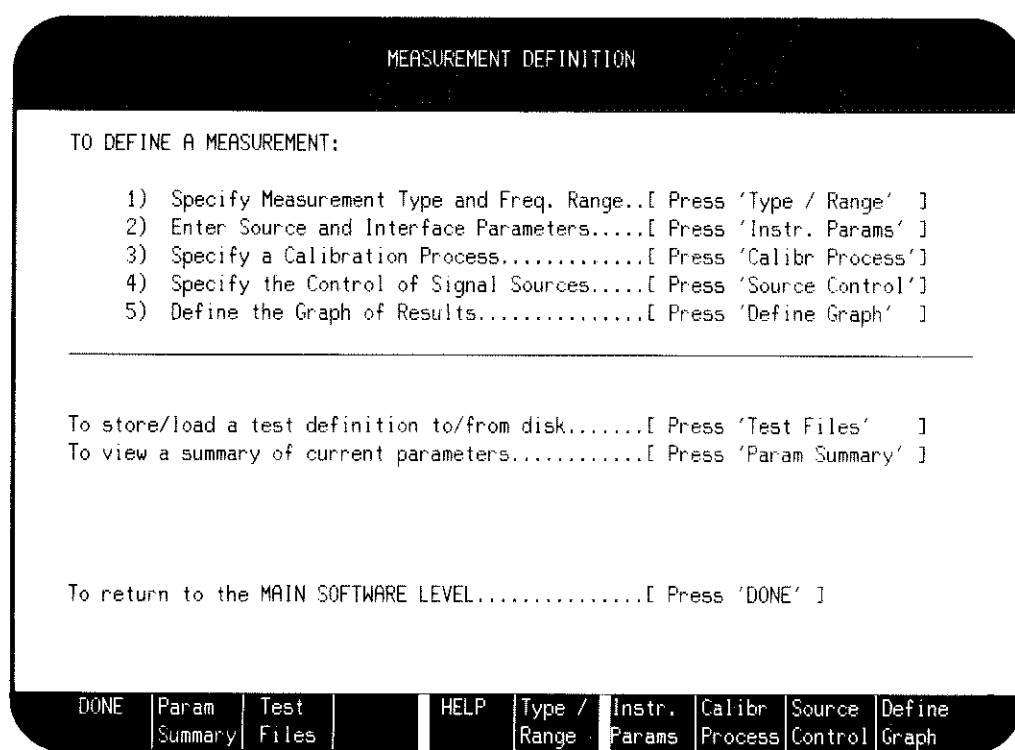 MEASUREMENT DEFINITION
TO DEFINE A MEASUREMENT:
1) Specify Measurement Type and Freq. Range..[ Press 'Type / Range' ]
2) Enter Source and Interface Parameters.....[ Press 'Instr. Params' ]
3) Specify a Calibration Process.............[ Press 'Calibr Process']
4) Specify the Control of Signal Sources.....[ Press 'Source Control']
5) Define the Graph of Results...............[ Press 'Define Graph' ]
To store/load a test definition to/from disk.......[ Press 'Test Files' ]
To view a summary of current parameters............[ Press 'Param Summary' ]
To return to the MAIN SOFTWARE LEVEL...............[ Press 'DONE' ]
DONE Param Test HELP Type / Instr. Calibr Source Define
Summary Files Range Params Process Control Graph